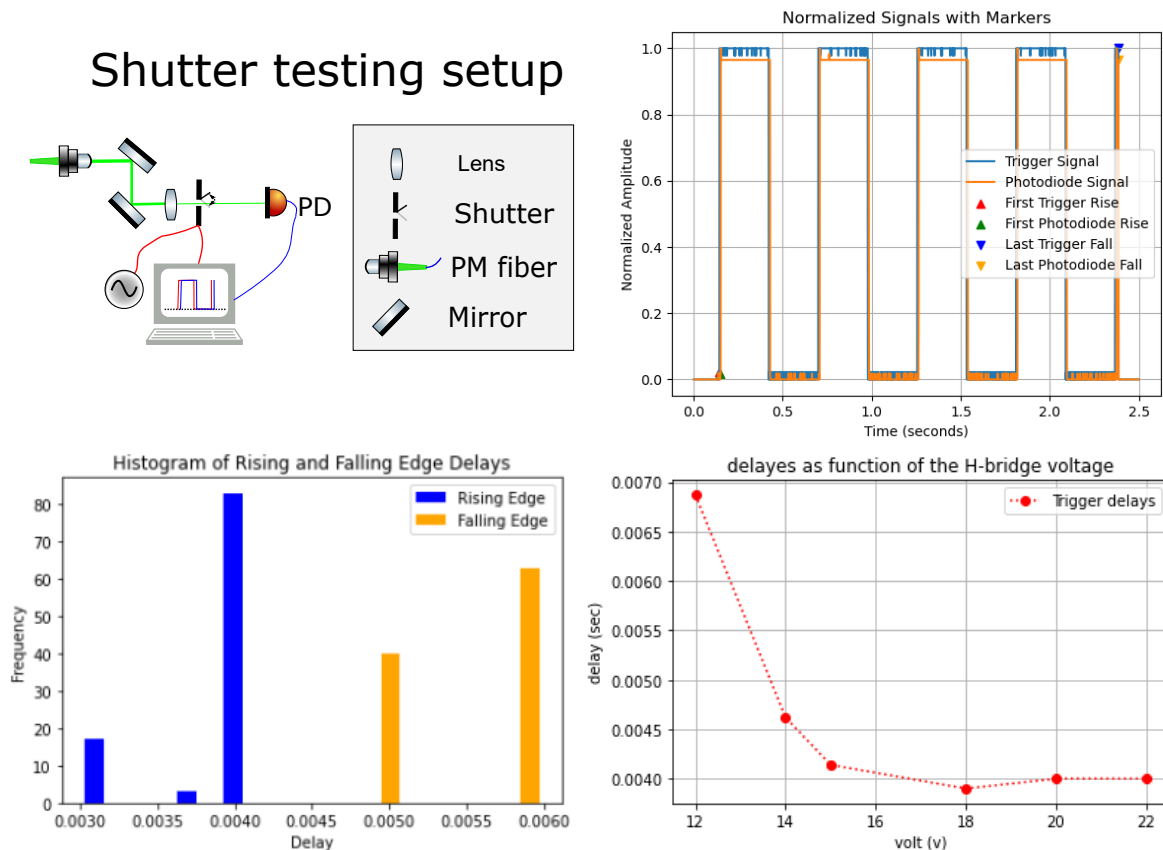 Shutter testing setup
PD
Lens
Shutter
PM fiber
Mirror
Normalized Signals with Markers
Normalized Amplitude
1.0
0.8
0.6
0.4
0.2
0.0
Trigger Signal
Photodiode Signal
First Trigger Rise
First Photodiode Rise
Last Trigger Fall
Last Photodiode Fall
0.0 0.5 1.0 1.5 2.0 2.5
Time (seconds)
Histogram of Rising and Falling Edge Delays
Frequency
80
70
60
50
40
30
20
10
0
Rising Edge
Falling Edge
0.0030 0.0035 0.0040 0.0045 0.0050 0.0055 0.0060
Delay
delayes as function of the H-bridge voltage
delay (sec)
0.0070
0.0065
0.0060
0.0055
0.0050
0.0045
0.0040
Trigger delays
12 14 16 18 20 22
volt (v)